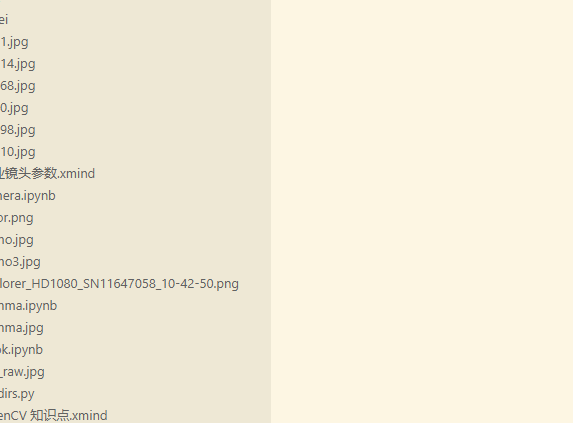 ei
1.jpg
14.jpg
68.jpg
0.jpg
98.jpg
10.jpg
业镜头参数.xmind
mera.ipynb
or.png
no.jpg
no3.jpg
lorer_HD1080_SN11647058_10-42-50.png
nma.ipynb
nma.jpg
ok.ipynb
_raw.jpg
dirs.py
enCV 知识点.xmind